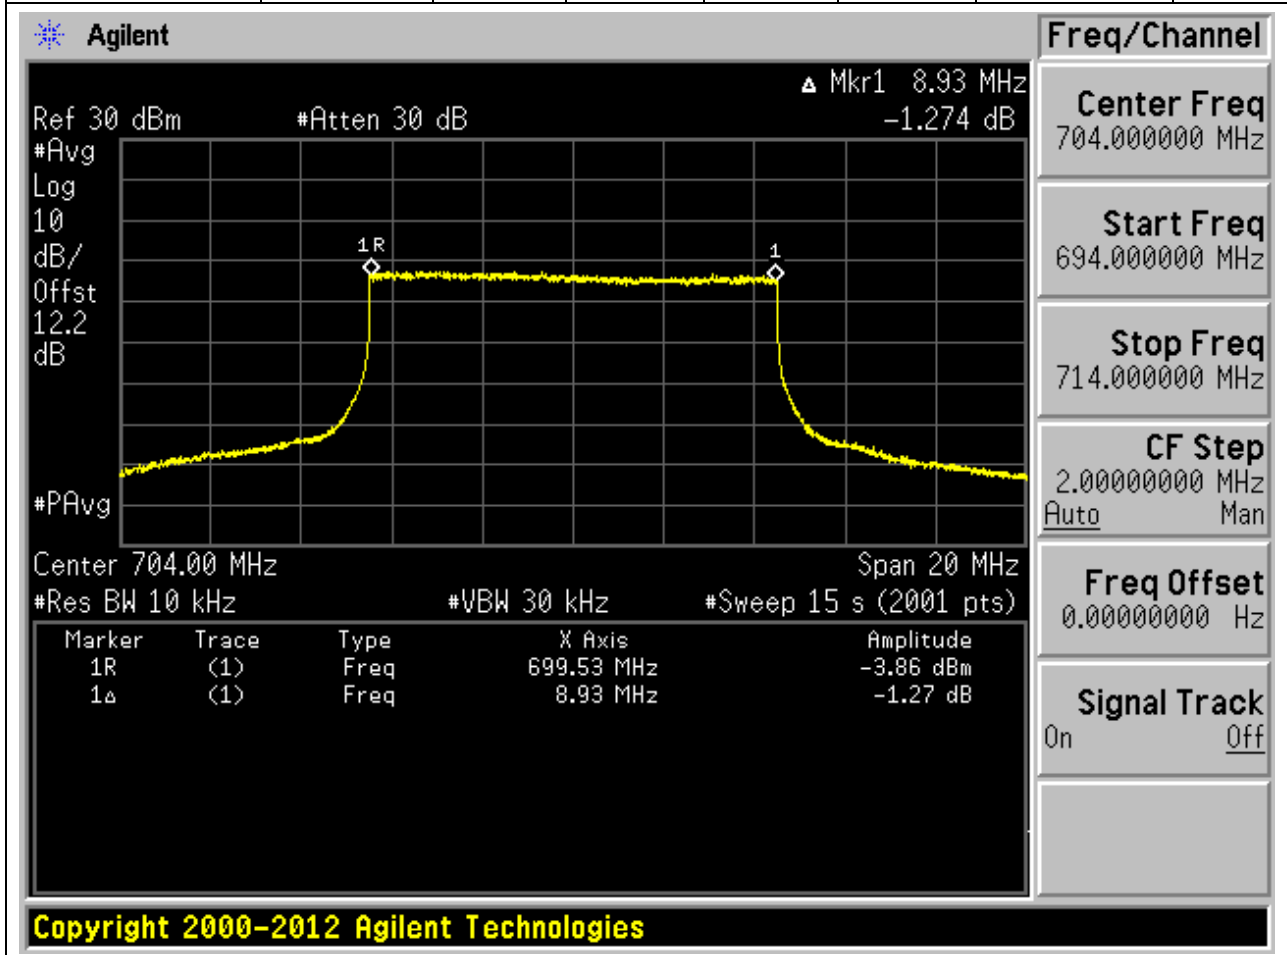 Agilent
Freq/Channel
▵ Mkr1 8.93 MHz
Ref 30 dBm #Atten 30 dB -1.274 dB
#Avg
Log
10
dB/
Offst
12.2
dB
1R
1
#PAvg
Center 704.00 MHz Span 20 MHz
#Res BW 10 kHz #VBW 30 kHz #Sweep 15 s (2001 pts)
Marker Trace Type X Axis Amplitude
1R (1) Freq 699.53 MHz -3.86 dBm
1▵ (1) Freq 8.93 MHz -1.27 dB
Center Freq
704.000000 MHz
Start Freq
694.000000 MHz
Stop Freq
714.000000 MHz
CF Step
2.00000000 MHz
Auto Man
Freq Offset
0.00000000 Hz
Signal Track
On Off
Copyright 2000-2012 Agilent Technologies